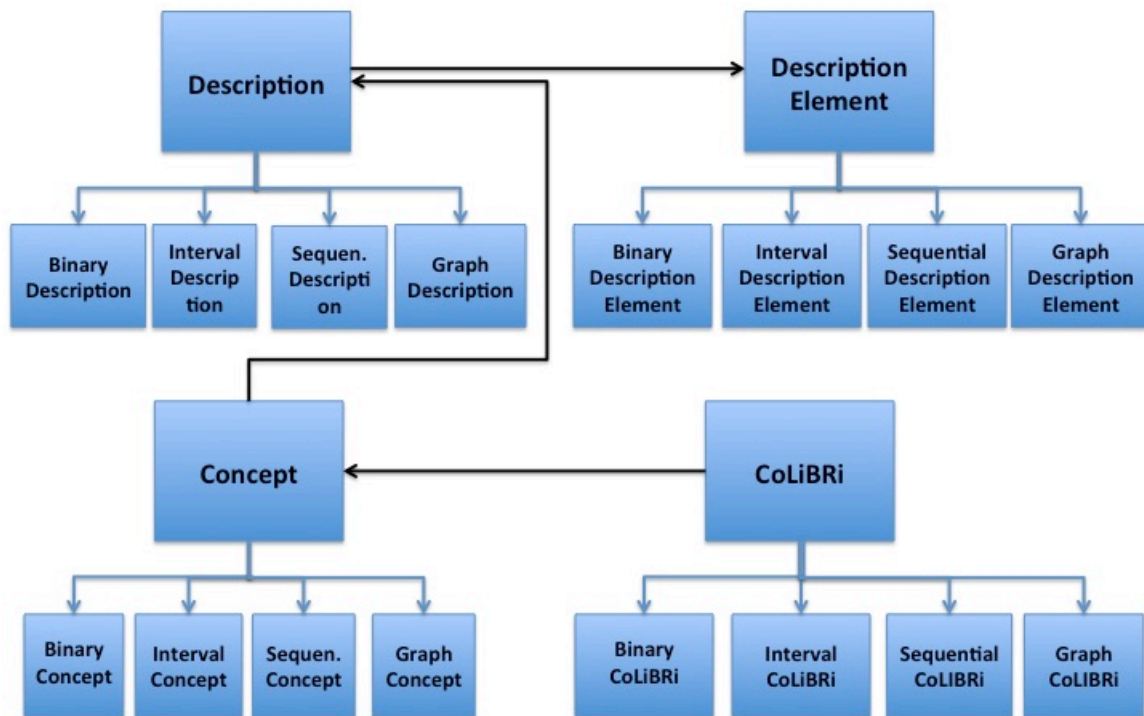 Description
Description
Element
Binary
Description
Interval
Descrip
tion
Sequen.
Descripti
on
Graph
Description
Binary
Description
Element
Interval
Description
Element
Sequential
Description
Element
Graph
Description
Element
Concept
CoLiBRi
Binary
Concept
Interval
Concept
Sequen.
Concept
Graph
Concept
Binary
CoLiBRi
Interval
CoLiBRi
Sequential
CoLIBRi
Graph
CoLIBRi